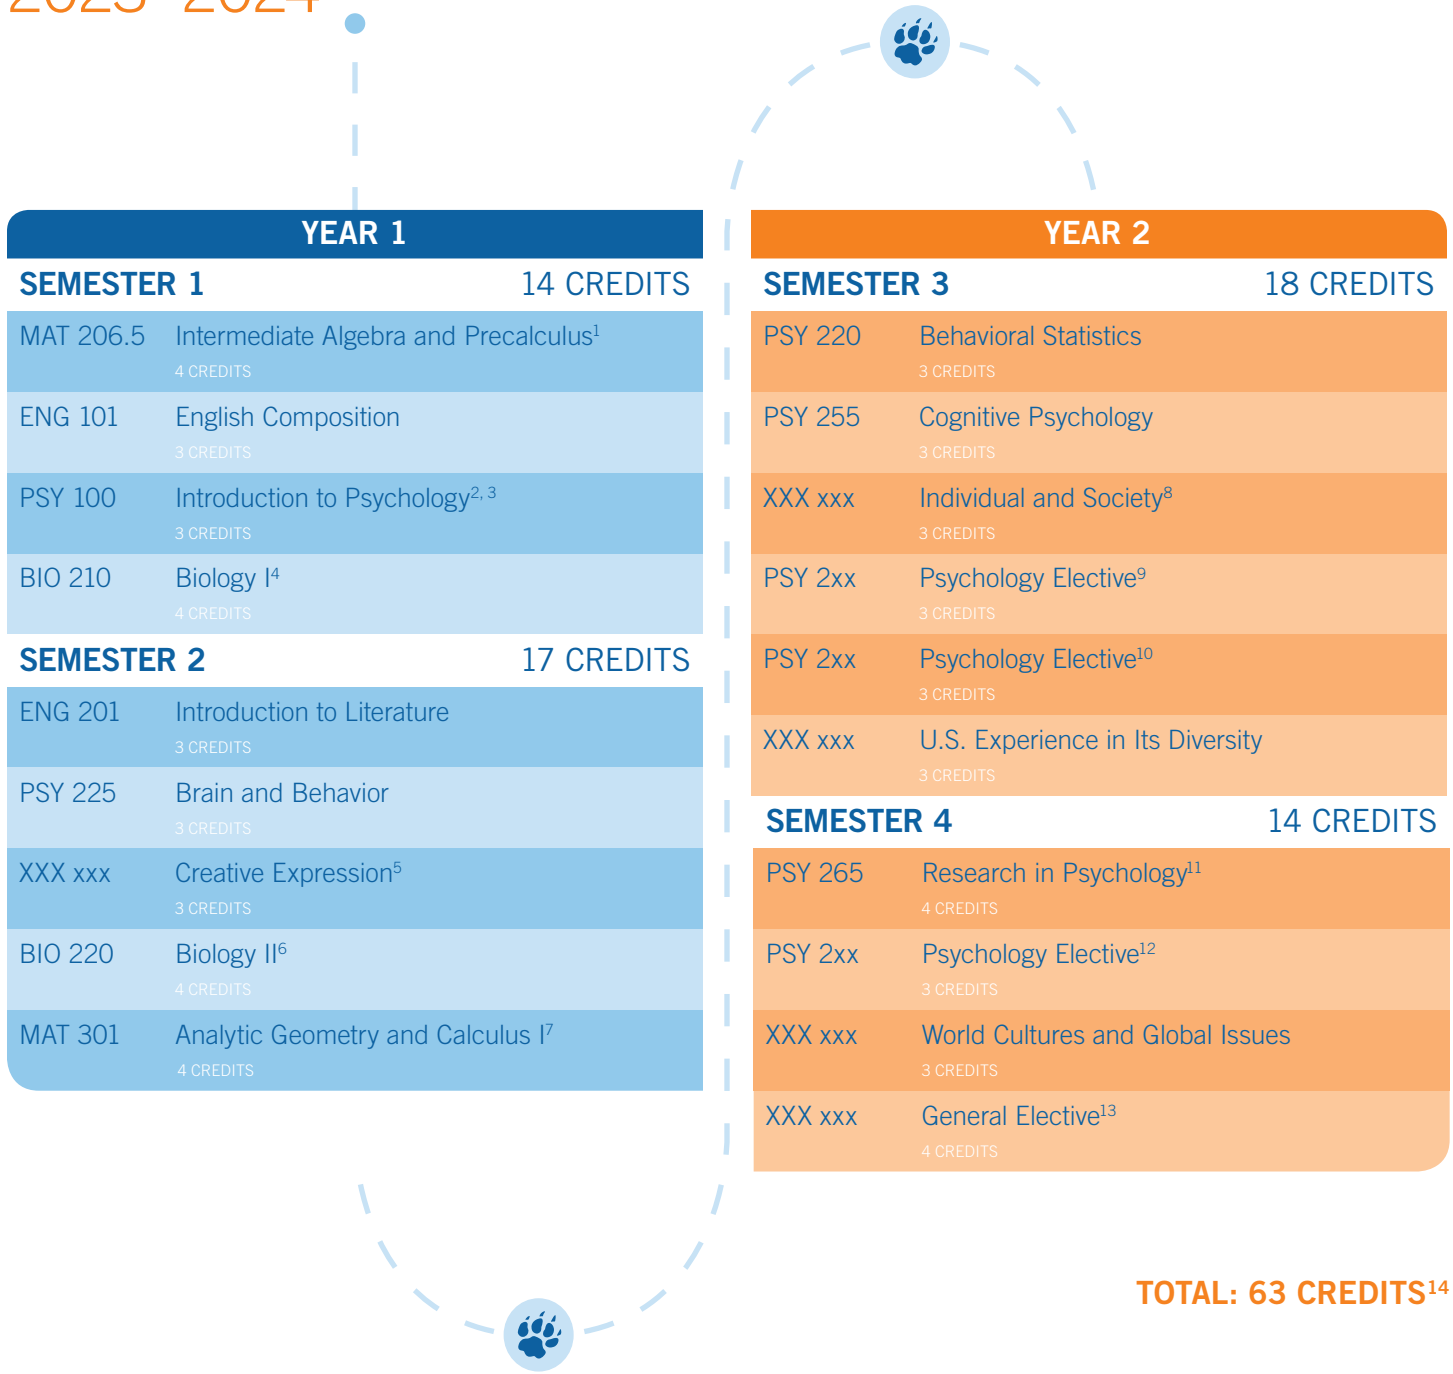 2023–2024
YEAR 1
SEMESTER 1 14 CREDITS
MAT 206.5 Intermediate Algebra and Precalculus1
4 CREDITS
ENG 101 English Composition
3 CREDITS
PSY 100 Introduction to Psychology2, 3
3 CREDITS
BIO 210 Biology I4
4 CREDITS
SEMESTER 2 17 CREDITS
ENG 201 Introduction to Literature
3 CREDITS
PSY 225 Brain and Behavior
3 CREDITS
XXX xxx Creative Expression5
3 CREDITS
BIO 220 Biology II6
4 CREDITS
MAT 301 Analytic Geometry and Calculus I7
4 CREDITS
YEAR 2
SEMESTER 3 18 CREDITS
PSY 220 Behavioral Statistics
3 CREDITS
PSY 255 Cognitive Psychology
3 CREDITS
XXX xxx Individual and Society8
3 CREDITS
PSY 2xx Psychology Elective9
3 CREDITS
PSY 2xx Psychology Elective10
3 CREDITS
XXX xxx U.S. Experience in Its Diversity
3 CREDITS
SEMESTER 4 14 CREDITS
PSY 265 Research in Psychology11
4 CREDITS
PSY 2xx Psychology Elective12
3 CREDITS
XXX xxx World Cultures and Global Issues
3 CREDITS
XXX xxx General Elective13
4 CREDITS
TOTAL: 63 CREDITS14